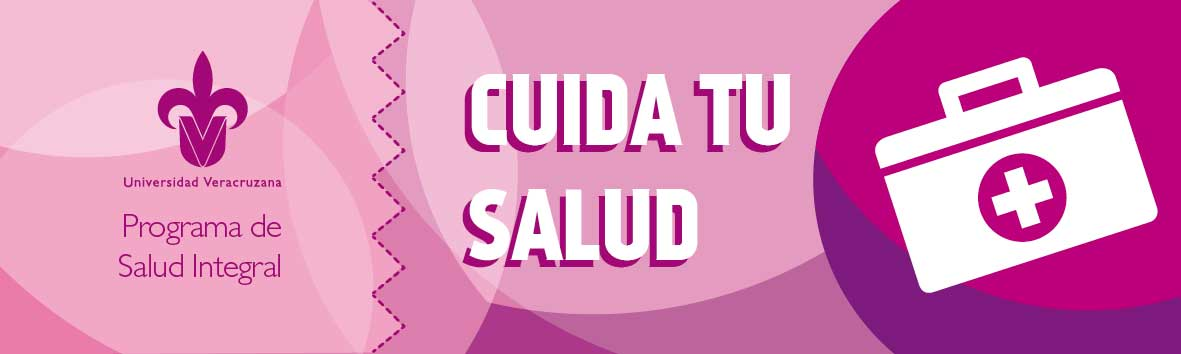 Universidad Veracruzana
Programa de
Salud Integral
CUIDA TU
SALUD